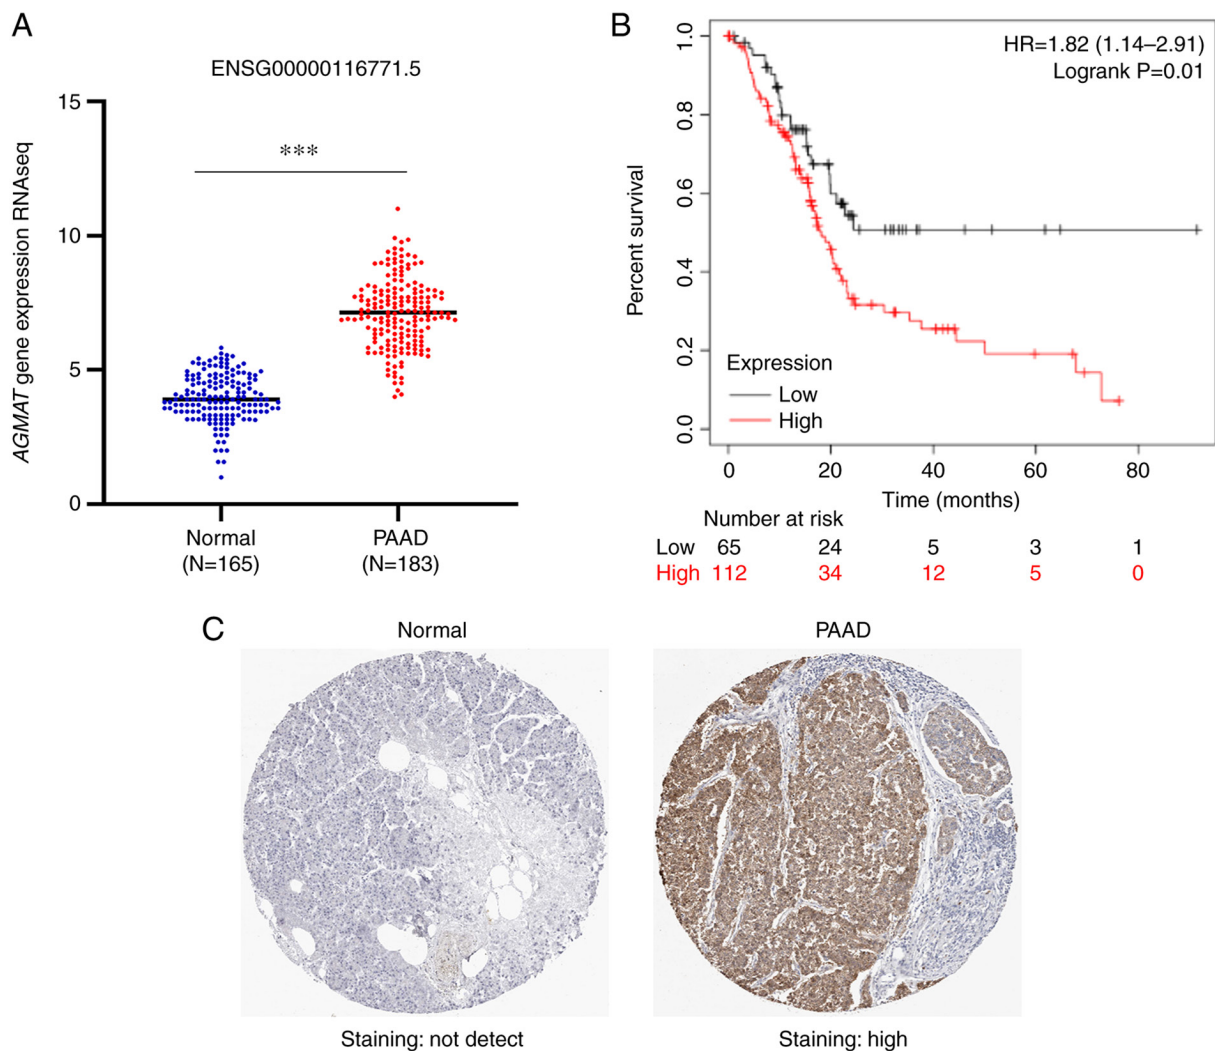 A
ENSG00000116771.5
15
10
5
0
AGMAT gene expression RNAseq
***
Normal
(N=165)
PAAD
(N=183)
B
HR=1.82 (1.14–2.91)
Logrank P=0.01
Percent survival
1.0
0.8
0.6
0.4
0.2
0.0
Expression
Low
High
0 20 40 60 80
Time (months)
Number at risk
Low 65 24 5 3 1
High 112 34 12 5 0
C
Normal
PAAD
Staining: not detect
Staining: high